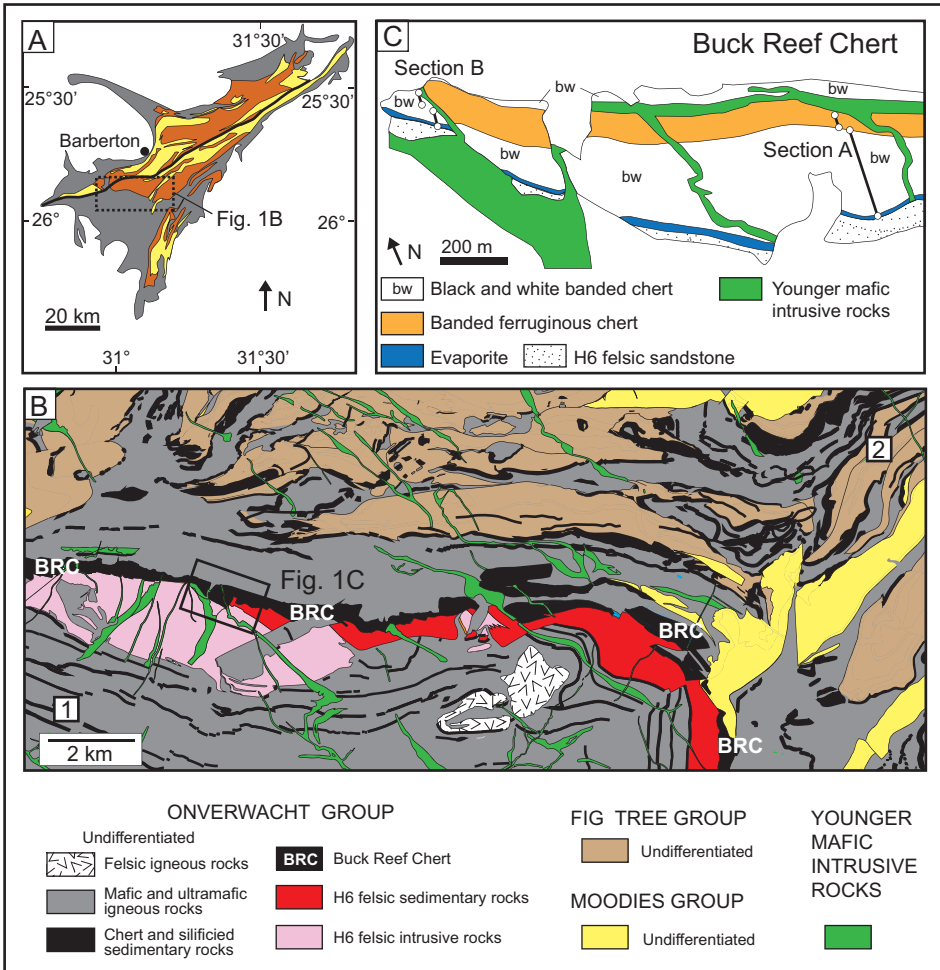 A
31°30'
25°30'
25°30'
Barberton
Fig. 1B
26°
26°
N
20 km
31°
31°30'
C
Buck Reef Chert
Section B
bw
bw
bw
bw
bw
Section A
bw
bw
N
200 m
bw Black and white banded chert
Younger mafic
intrusive rocks
Banded ferruginous chert
Evaporite
H6 felsic sandstone
B
2
BRC
Fig. 1C
BRC
BRC
1
BRC
2 km
ONVERWACHT GROUP
Undifferentiated
Felsic igneous rocks
Mafic and ultramafic
igneous rocks
Chert and silificied
sedimentary rocks
BRC Buck Reef Chert
H6 felsic sedimentary rocks
H6 felsic intrusive rocks
FIG TREE GROUP
Undifferentiated
MOODIES GROUP
Undifferentiated
YOUNGER
MAFIC
INTRUSIVE
ROCKS